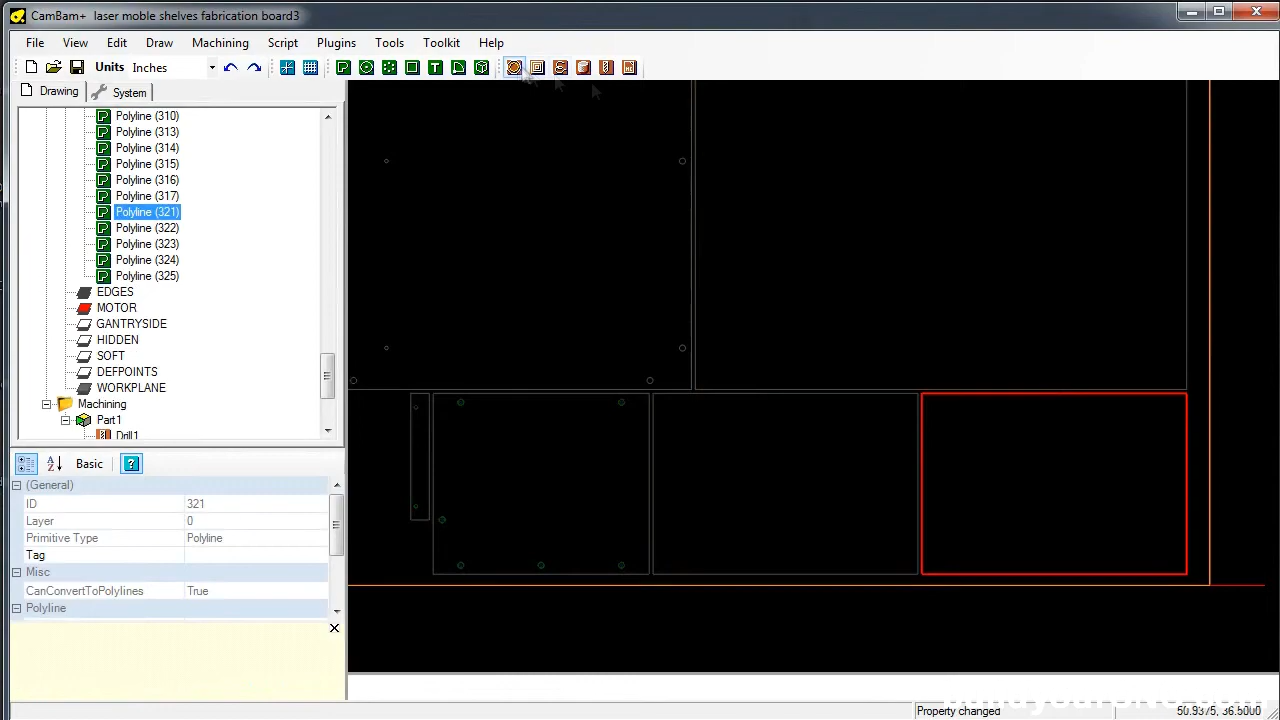 CamBam+ laser moble shelves fabrication board3
File View Edit Draw Machining Script Plugins Tools Toolkit Help
Units Inches
Drawing System
Polyline (310)
Polyline (313)
Polyline (314)
Polyline (315)
Polyline (316)
Polyline (317)
Polyline (321)
Polyline (322)
Polyline (323)
Polyline (324)
Polyline (325)
EDGES
MOTOR
GANTRYSIDE
HIDDEN
SOFT
DEFPOINTS
WORKPLANE
Machining
Part1
Drill1
Basic
(General)
ID 321
Layer 0
Primitive Type Polyline
Tag
Misc
CanConvertToPolylines True
Polyline
Property changed